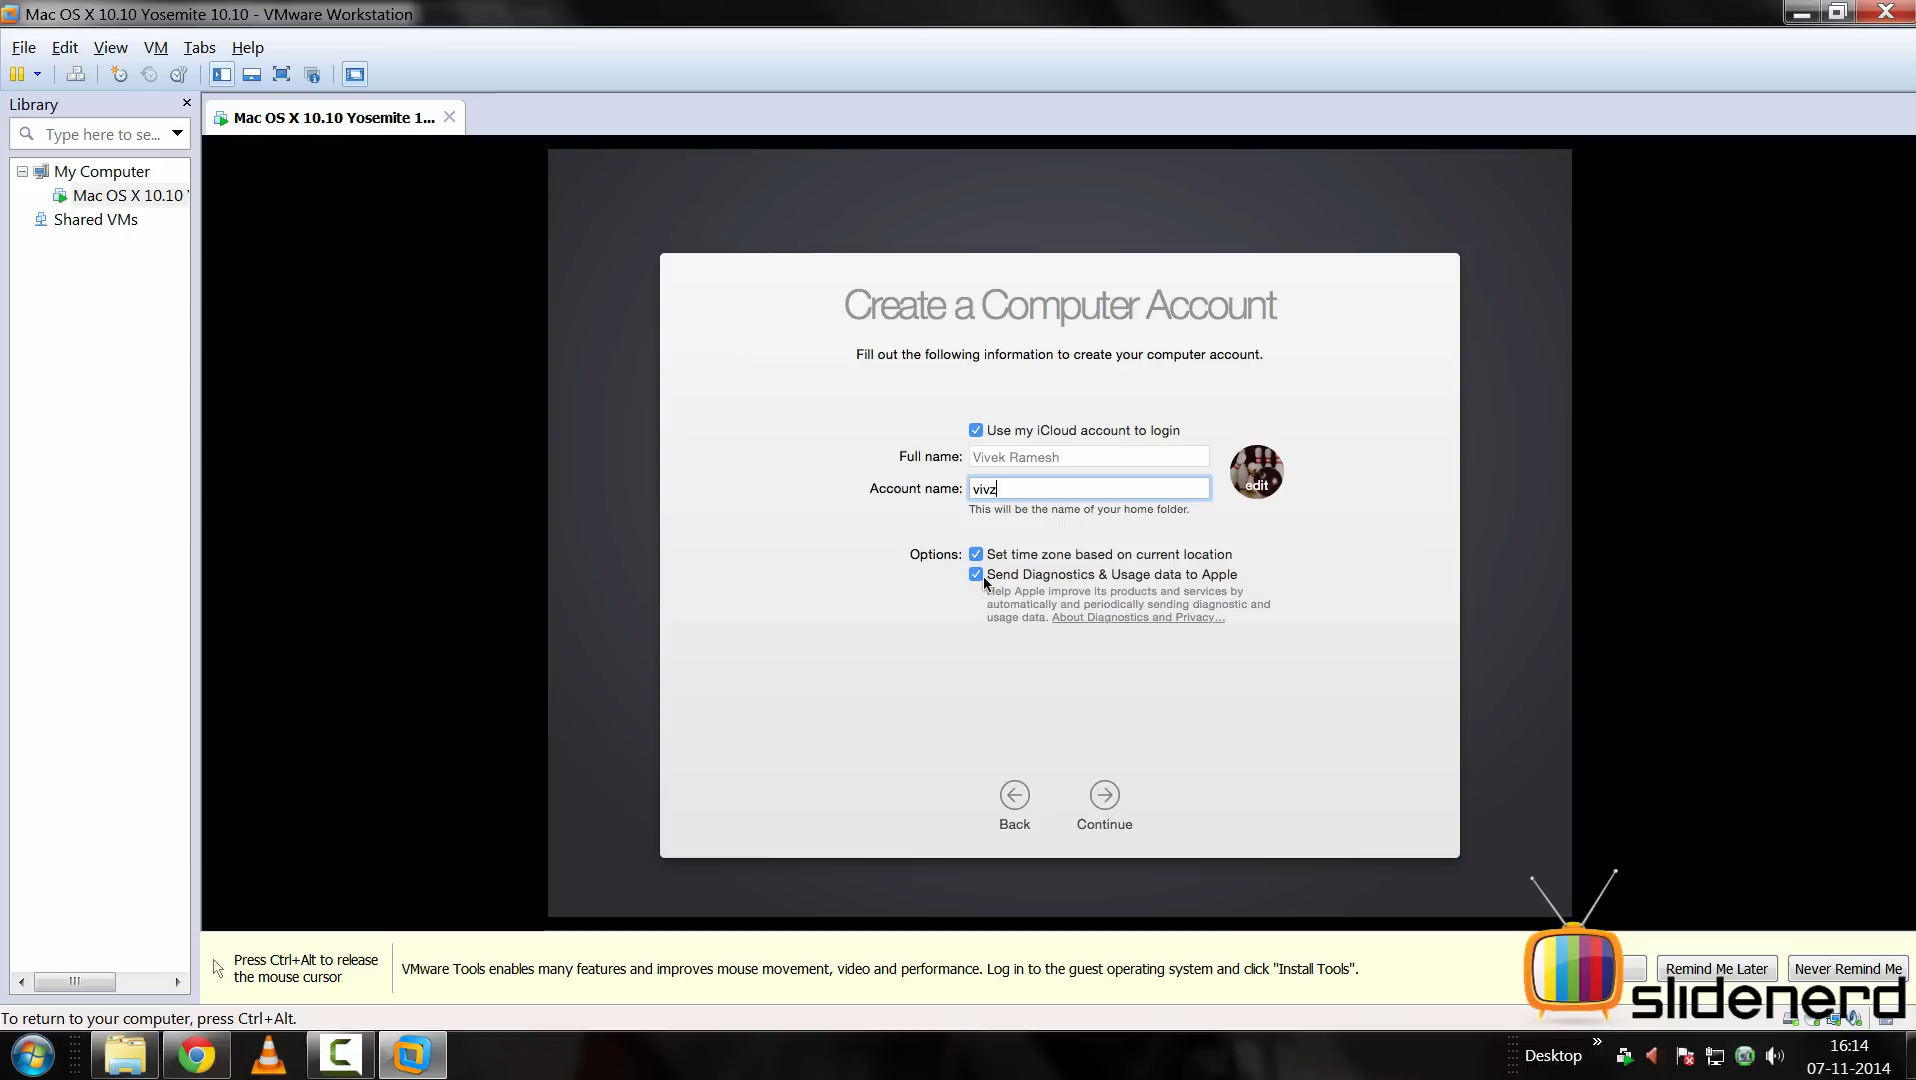 Mac OS X 10.10 Yosemite 10.10 - VMware Workstation
File Edit View VM Tabs Help
Library
Mac OS X 10.10 Yosemite 1...
Type here to se...
My Computer
Mac OS X 10.10
Shared VMs
Create a Computer Account
Fill out the following information to create your computer account.
Use my iCloud account to login
Full name: Vivek Ramesh
edit
Account name: vivz
This will be the name of your home folder.
Options: Set time zone based on current location
Send Diagnostics & Usage data to Apple
Help Apple improve its products and services by
automatically and periodically sending diagnostic and
usage data. About Diagnostics and Privacy...
Back Continue
Press Ctrl+Alt to release
the mouse cursor
VMware Tools enables many features and improves mouse movement, video and performance. Log in to the guest operating system and click "Install Tools".
Remind Me Later Never Remind Me
slidenerd
To return to your computer, press Ctrl+Alt.
Desktop
16:14
07-11-2014